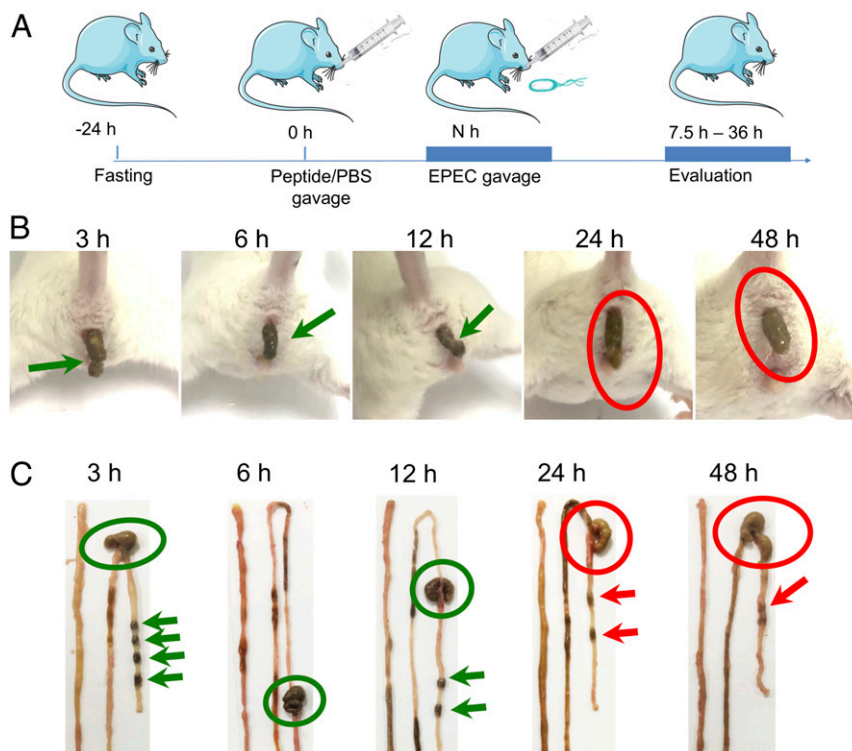 A
-24 h
0 h
N h
7.5 h – 36 h
Fasting
Peptide/PBS
gavage
EPEC gavage
Evaluation
B
3 h
6 h
12 h
24 h
48 h
C
3 h
6 h
12 h
24 h
48 h